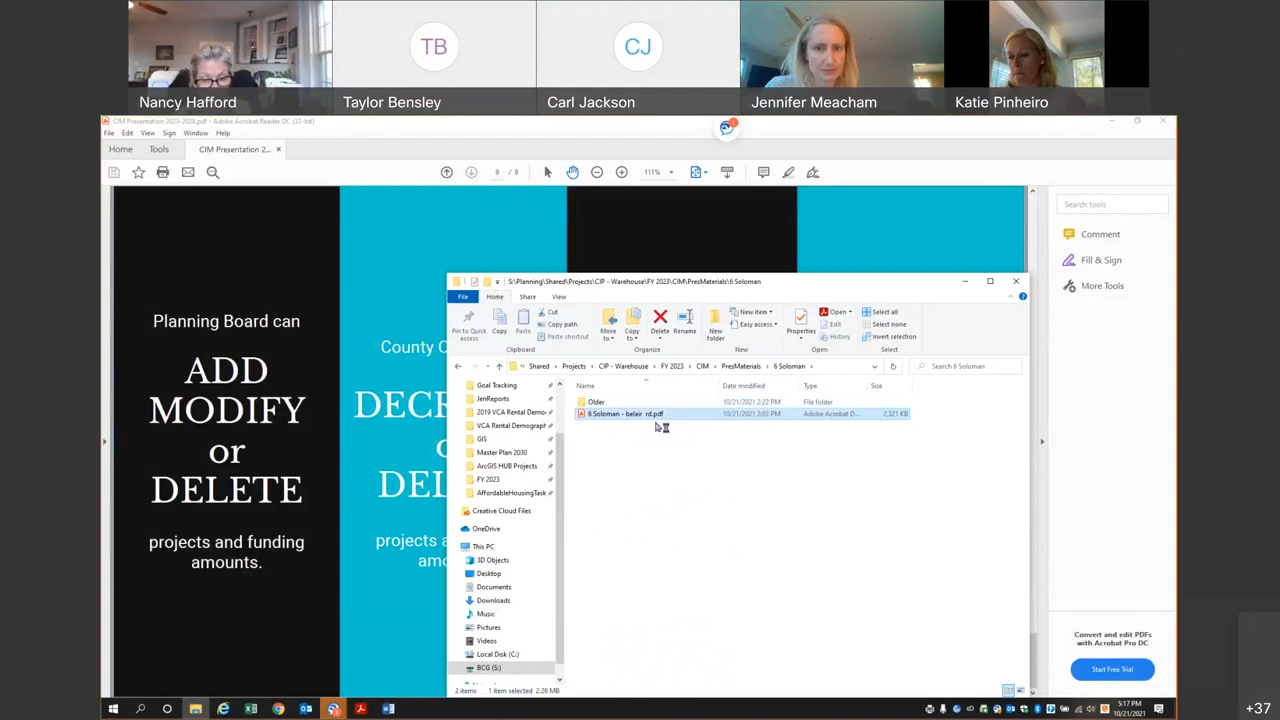 TB
CJ
Nancy Hafford
Taylor Bensley
Carl Jackson
Jennifer Meacham
Katie Pinheiro
CIM Presentation 2023-2028.pdf - Adobe Acrobat Reader DC (32-bit)
1
File Edit View Sign Window Help
Home Tools CIM Presentation 2... ×
9 / 9 111%
Search tools
Comment
Fill & Sign
More Tools
Planning Board can
ADD
MODIFY
or
DELETE
projects and funding
amounts.
County C
DECR
DEL
projects a
amo
S:\Planning\Shared\Projects\CIP - Warehouse\FY 2023\CIM\PresMaterials\6 Soloman
File Home Share View
Pin to Quick access
Copy
Paste
Cut
Copy path
Paste shortcut
Clipboard
Move to
Copy to
Delete
Rename
Organize
New folder
New item
Easy access
New
Properties
Open
Edit
History
Open
Select all
Select none
Invert selection
Select
« Shared › Projects › CIP - Warehouse › FY 2023 › CIM › PresMaterials › 6 Soloman ›
Search 6 Soloman
Name Date modified Type Size
Older 10/21/2021 2:22 PM File folder
6 Soloman - belair rd.pdf 10/21/2021 2:03 PM Adobe Acrobat D... 2,321 KB
Goal Tracking
JenReports
2019 VCA Rental Demo
VCA Rental Demograph
GIS
Master Plan 2030
ArcGIS HUB Projects
FY 2023
AffordableHousingTask
Creative Cloud Files
OneDrive
This PC
3D Objects
Desktop
Documents
Downloads
Music
Pictures
Videos
Local Disk (C:)
BCG (S:)
2 items 1 item selected 2.26 MB
Convert and edit PDFs
with Acrobat Pro DC
Start Free Trial
5:17 PM
10/21/2021
+37